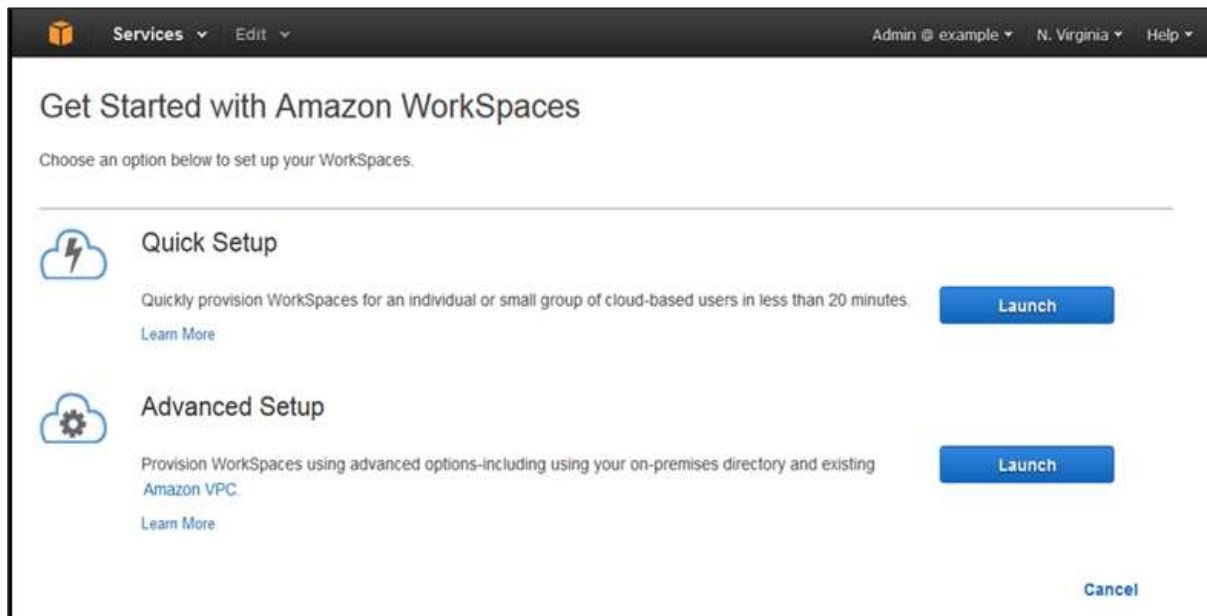 Services Edit Admin @ example N. Virginia Help
Get Started with Amazon WorkSpaces
Choose an option below to set up your WorkSpaces.
Quick Setup
Quickly provision WorkSpaces for an individual or small group of cloud-based users in less than 20 minutes.
Launch
Learn More
Advanced Setup
Provision WorkSpaces using advanced options-including using your on-premises directory and existing
Amazon VPC.
Launch
Learn More
Cancel